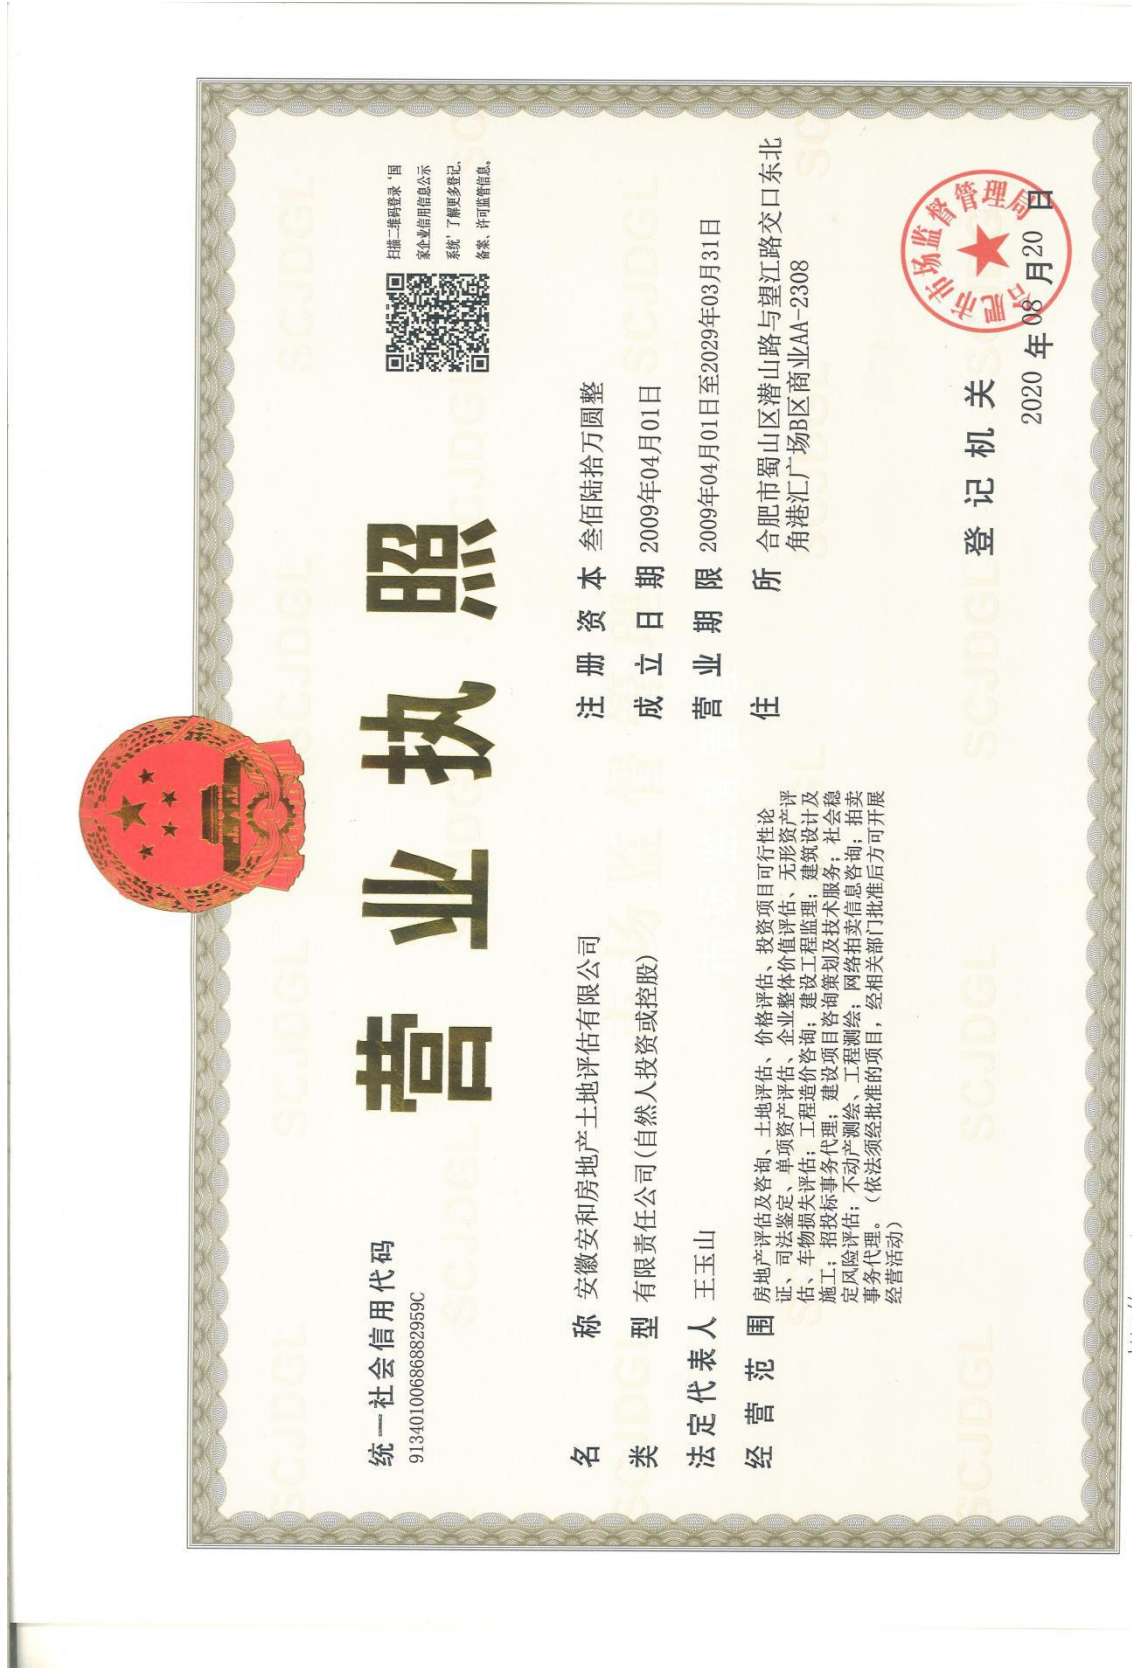 营业执照
统一社会信用代码
91340100686882959C
扫描二维码登录‘国
家企业信用信息公示
系统’了解更多登记、
备案、许可监管信息。
名称 安徽安和房地产土地评估有限公司
类型 有限责任公司(自然人投资或控股)
法定代表人 王玉山
经营范围 房地产评估及咨询、土地评估、价格评估、投资项目可行性论
证、司法鉴定、单项资产评估、企业整体价值评估、无形资产评
估、车物损失评估；工程造价咨询；建设工程监理；建筑设计及
施工；招投标事务代理；建设项目咨询策划及技术服务；社会稳
定风险评估；不动产测绘、工程测绘；网络拍卖信息咨询；拍卖
事务代理。（依法须经批准的项目，经相关部门批准后方可开展
经营活动）
注册资本 叁佰陆拾万圆整
成立日期 2009年04月01日
营业期限 2009年04月01日至2029年03月31日
住所 合肥市蜀山区潜山路与望江路交口东北
角港汇广场B区商业AA-2308
登记机关
合肥市市场监督管理局
2020年08月20日
SCJDGL